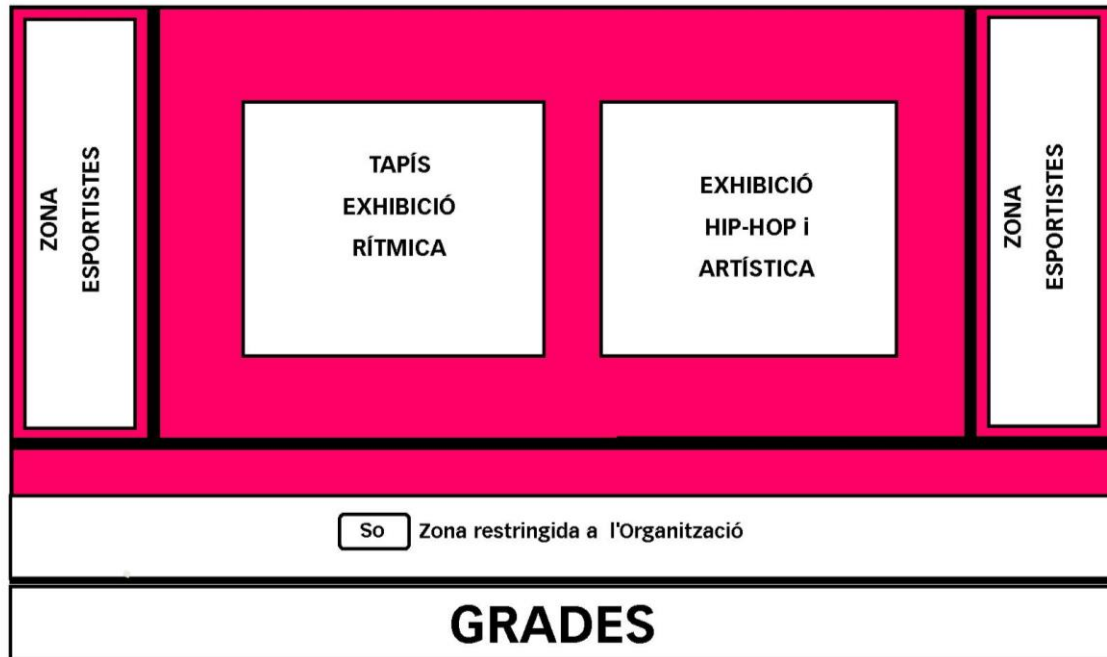 ZONA
ESPORTISTES
TAPÍS
EXHIBICIÓ
RÍTMICA
EXHIBICIÓ
HIP-HOP i
ARTÍSTICA
ZONA
ESPORTISTES
So Zona restringida a l'Organització
GRADES